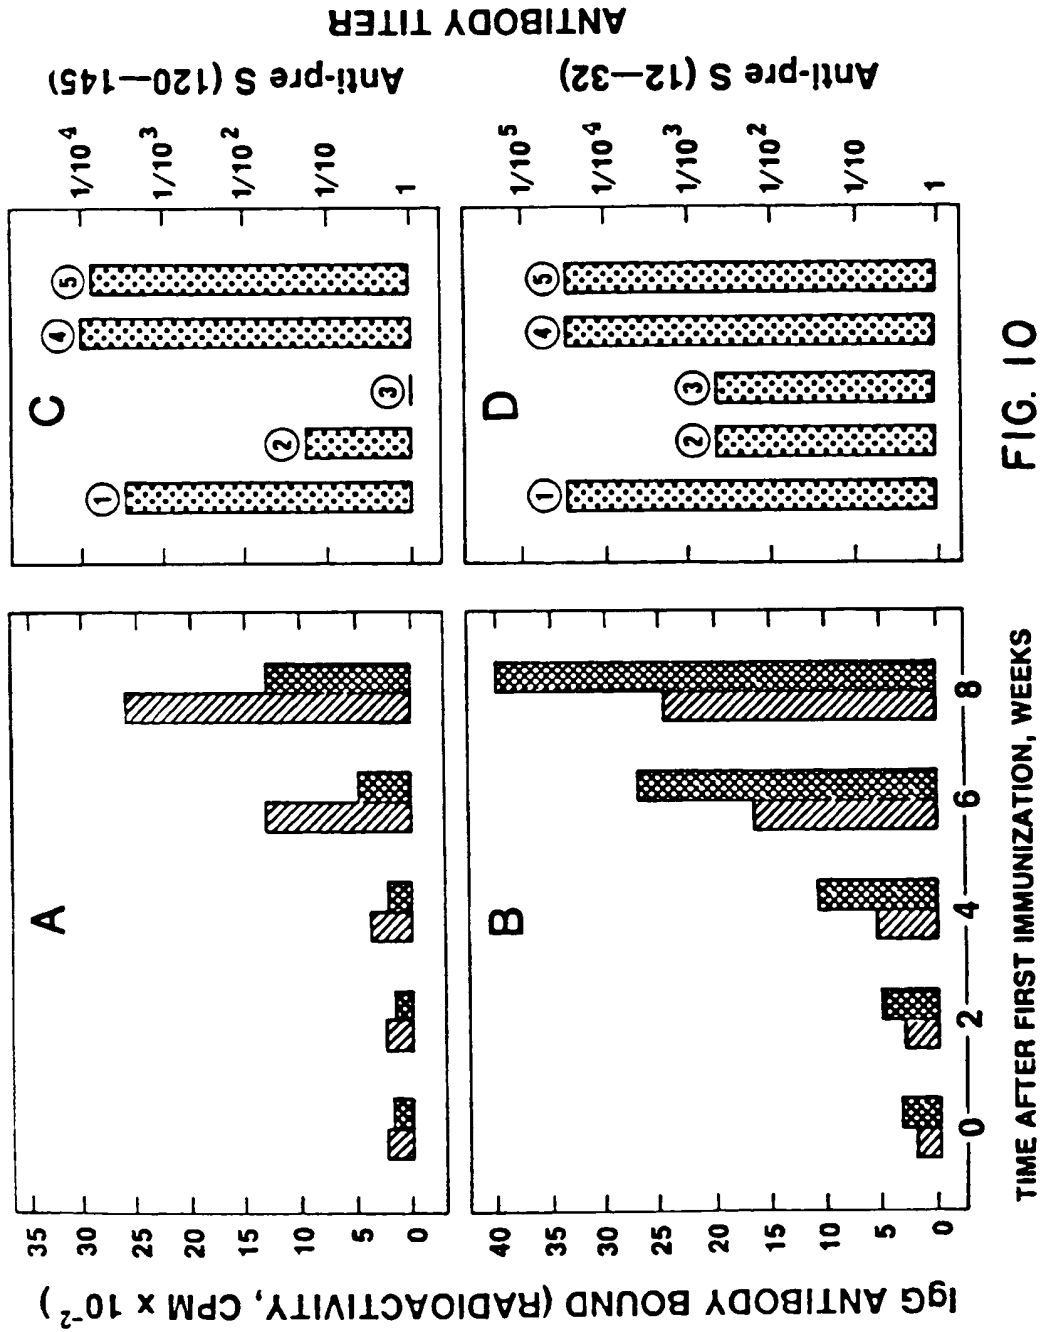 IgG ANTIBODY BOUND (RADIOACTIVITY, CPM x 10⁻²)
A
35
30
25
20
15
10
5
0
B
40
35
30
25
20
15
10
5
0
0 2 4 6 8
TIME AFTER FIRST IMMUNIZATION, WEEKS
C
① ② ③ ④ ⑤
1/10⁴
1/10³
1/10²
1/10
1
Anti-pre S (120—145)
D
① ② ③ ④ ⑤
1/10⁵
1/10⁴
1/10³
1/10²
1/10
1
Anti-pre S (12—32)
ANTIBODY TITER
FIG. 10